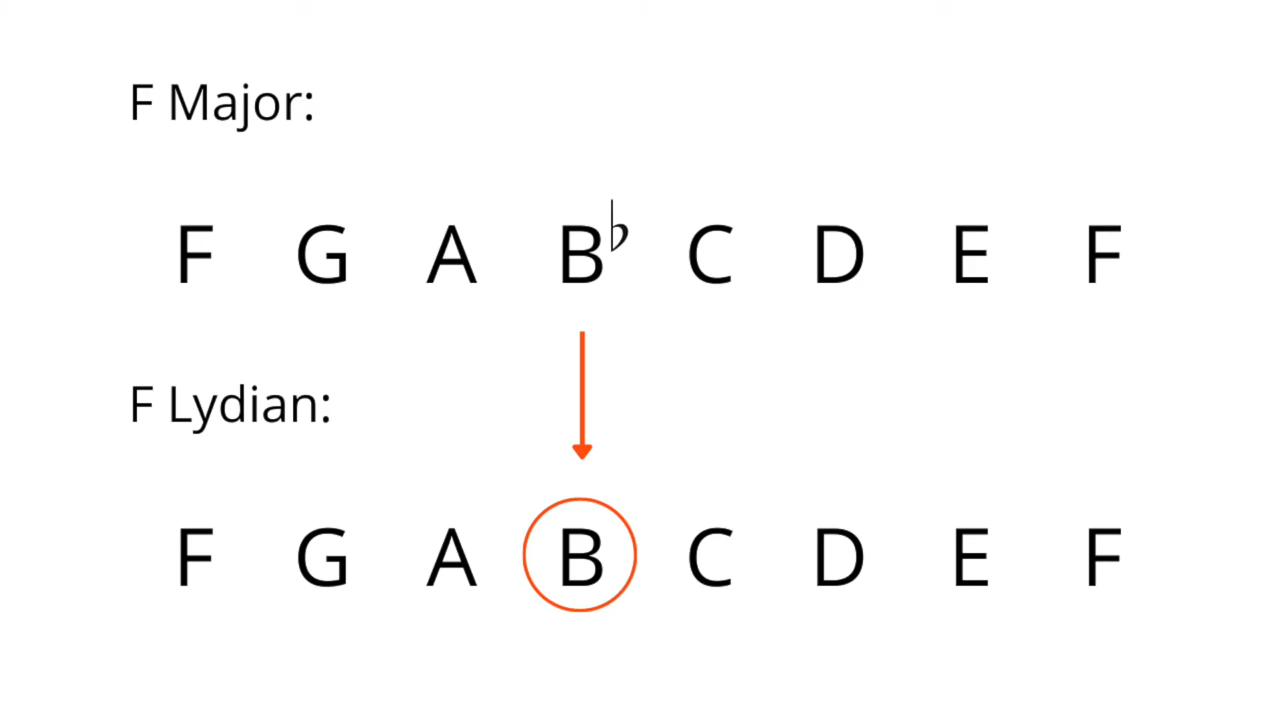 F Major:
F G A B♭ C D E F
F Lydian:
F G A B C D E F